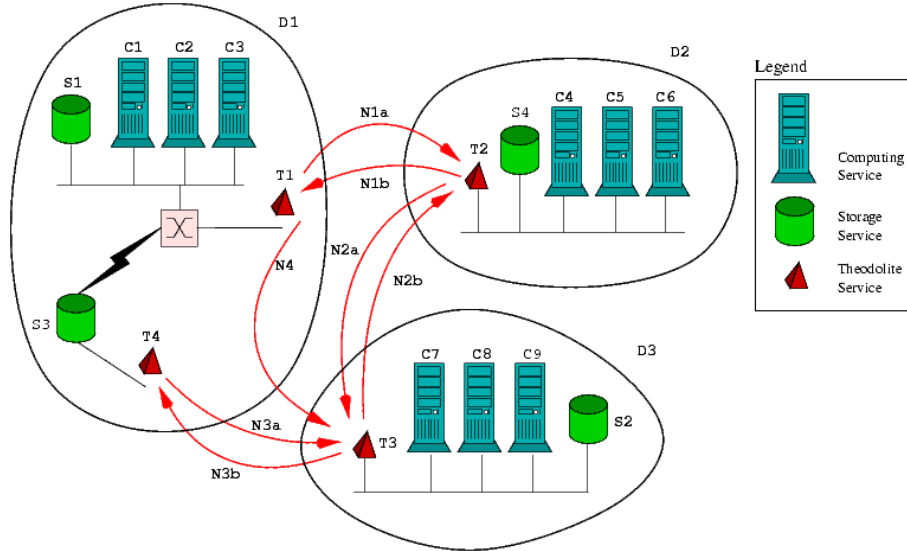 D1
C1 C2 C3
S1
D2
N1a
S4 C4 C5 C6
T2
N1b
T1
N2a
N4
N2b
S3
T4
D3
C7 C8 C9
S2
N3a
T3
N3b
Legend
Computing
Service
Storage
Service
Theodolite
Service